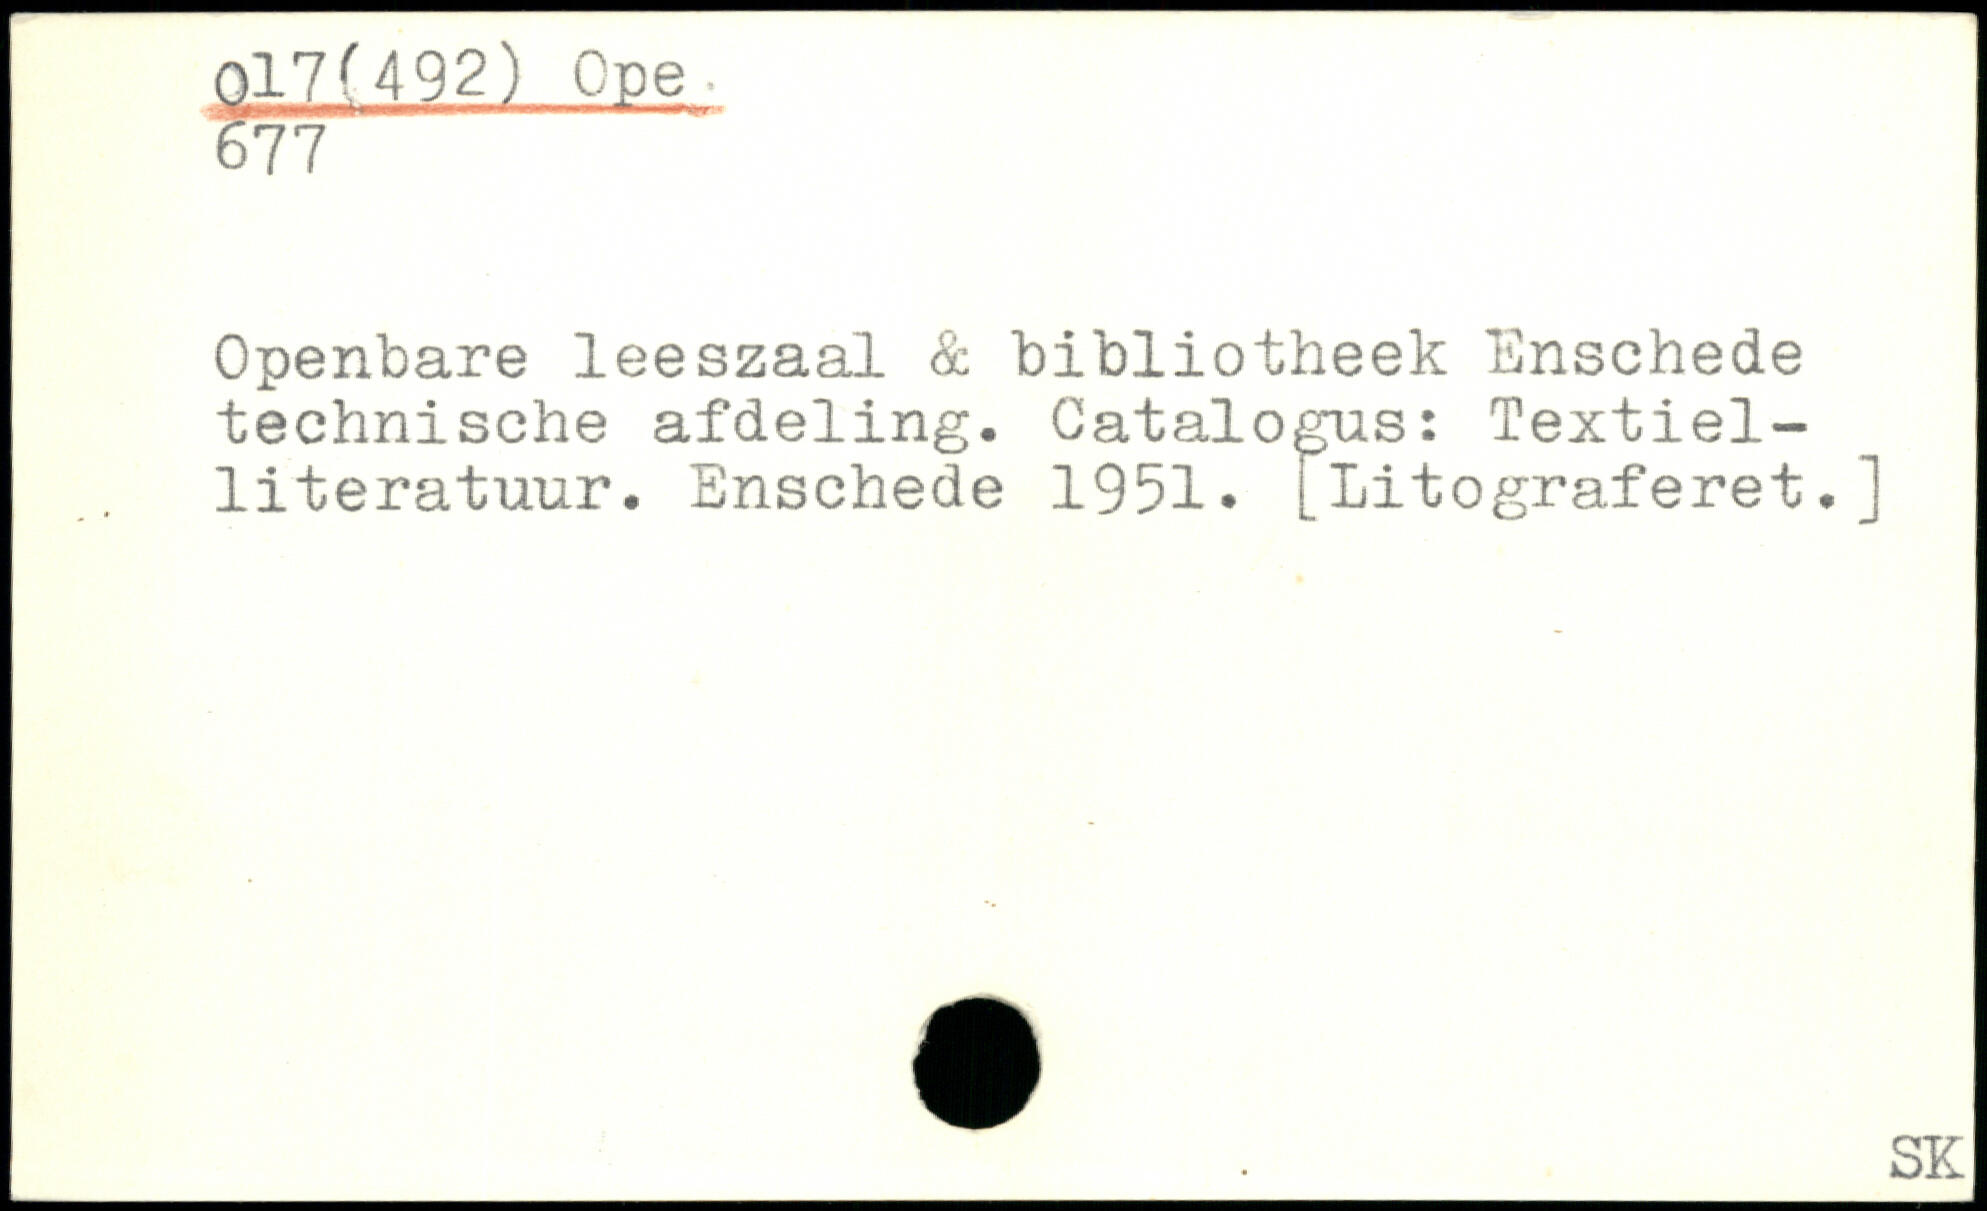 017(492) Ope.
677
Openbare leeszaal & bibliotheek Enschede
technische afdeling. Catalogus: Textiel-
literatuur. Enschede 1951. [Litograferet.]
SK